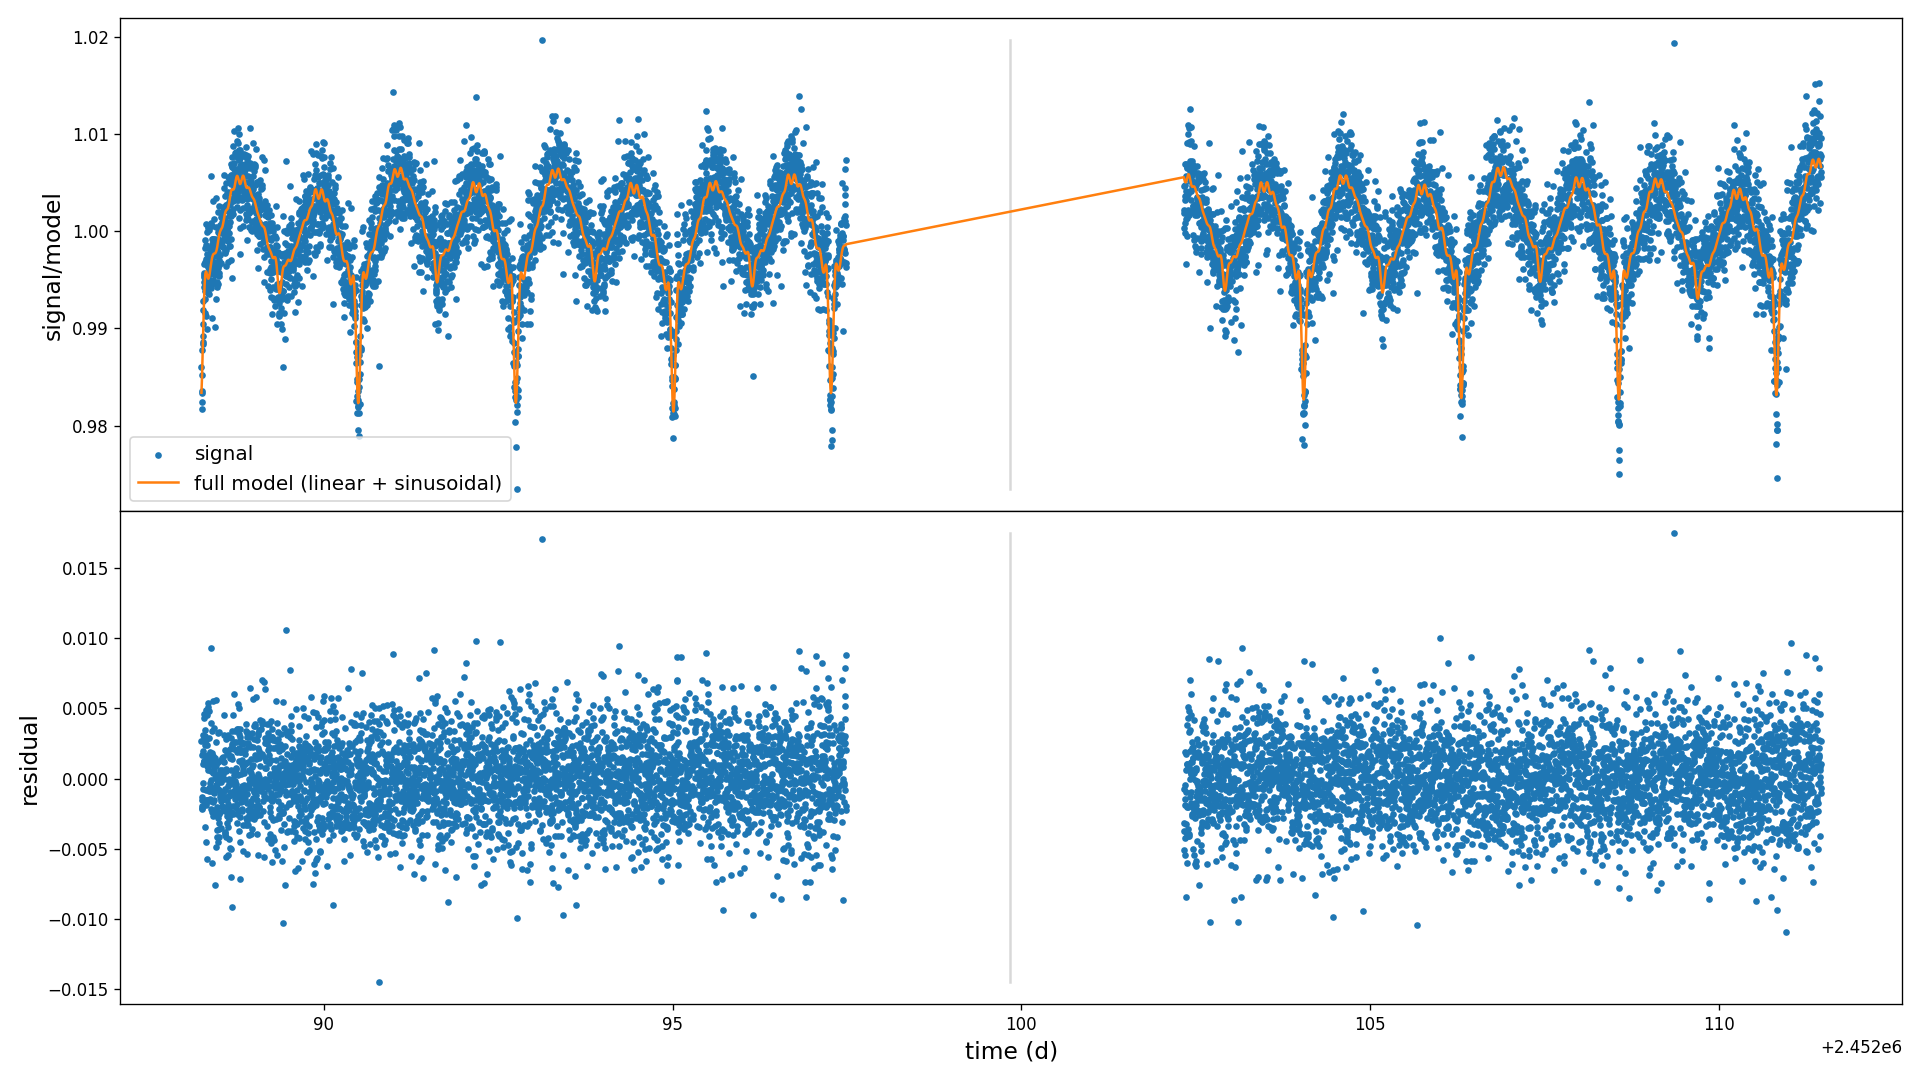 1.02
1.01
1.00
0.99
0.98
signal/model
signal
full model (linear + sinusoidal)
0.015
0.010
0.005
0.000
−0.005
−0.010
−0.015
residual
90
95
100
105
110
time (d)
+2.452e6